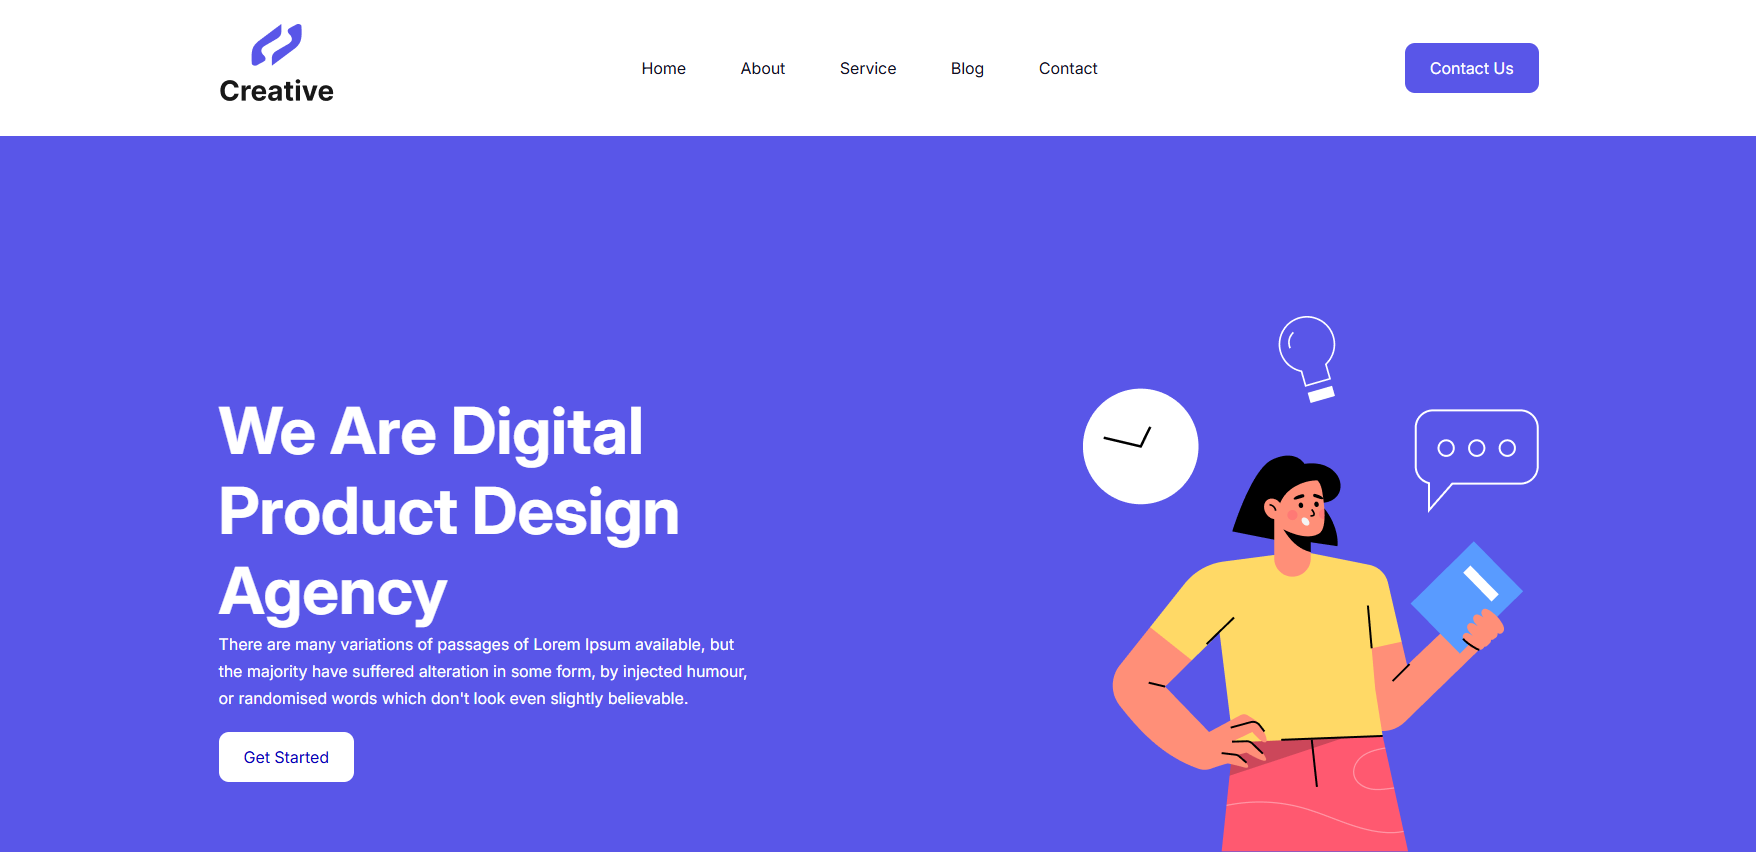 Creative
Home
About
Service
Blog
Contact
Contact Us
We Are Digital
Product Design
Agency
There are many variations of passages of Lorem Ipsum available, but
the majority have suffered alteration in some form, by injected humour,
or randomised words which don't look even slightly believable.
Get Started